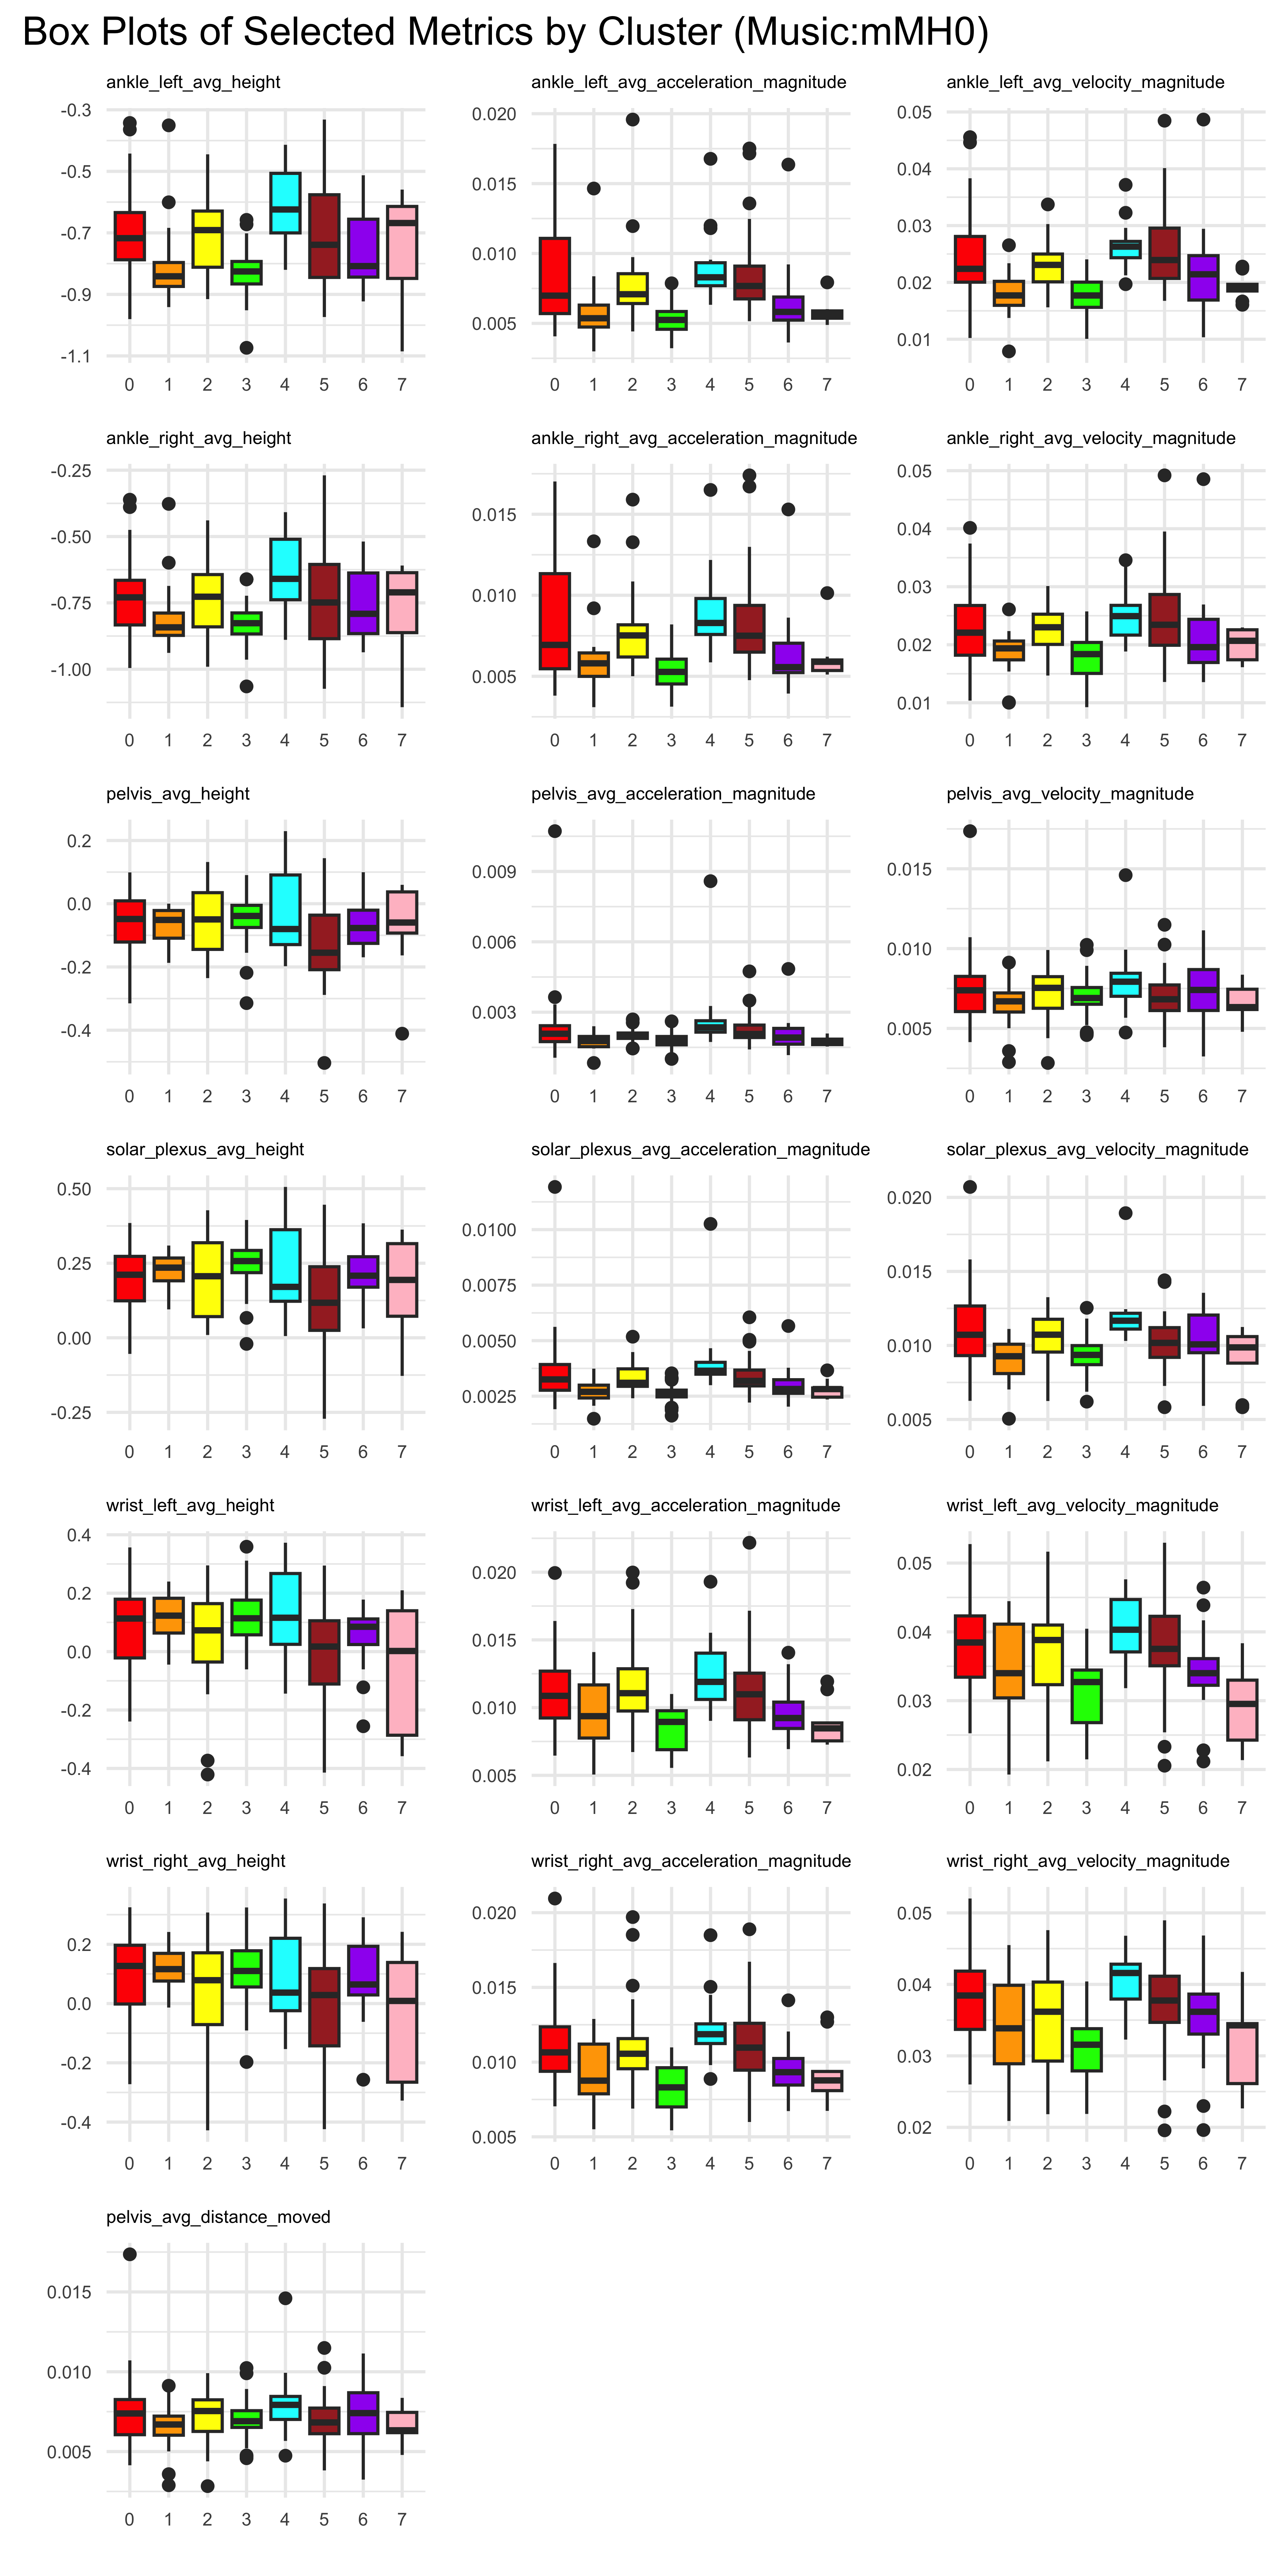 Box Plots of Selected Metrics by Cluster (Music:mMH0)
ankle_left_avg_height
-0.3
-0.5
-0.7
-0.9
-1.1
0 1 2 3 4 5 6 7
ankle_left_avg_acceleration_magnitude
0.020
0.015
0.010
0.005
0 1 2 3 4 5 6 7
ankle_left_avg_velocity_magnitude
0.05
0.04
0.03
0.02
0.01
0 1 2 3 4 5 6 7
ankle_right_avg_height
-0.25
-0.50
-0.75
-1.00
0 1 2 3 4 5 6 7
ankle_right_avg_acceleration_magnitude
0.015
0.010
0.005
0 1 2 3 4 5 6 7
ankle_right_avg_velocity_magnitude
0.05
0.04
0.03
0.02
0.01
0 1 2 3 4 5 6 7
pelvis_avg_height
0.2
0.0
-0.2
-0.4
0 1 2 3 4 5 6 7
pelvis_avg_acceleration_magnitude
0.009
0.006
0.003
0 1 2 3 4 5 6 7
pelvis_avg_velocity_magnitude
0.015
0.010
0.005
0 1 2 3 4 5 6 7
solar_plexus_avg_height
0.50
0.25
0.00
-0.25
0 1 2 3 4 5 6 7
solar_plexus_avg_acceleration_magnitude
0.0100
0.0075
0.0050
0.0025
0 1 2 3 4 5 6 7
solar_plexus_avg_velocity_magnitude
0.020
0.015
0.010
0.005
0 1 2 3 4 5 6 7
wrist_left_avg_height
0.4
0.2
0.0
-0.2
-0.4
0 1 2 3 4 5 6 7
wrist_left_avg_acceleration_magnitude
0.020
0.015
0.010
0.005
0 1 2 3 4 5 6 7
wrist_left_avg_velocity_magnitude
0.05
0.04
0.03
0.02
0 1 2 3 4 5 6 7
wrist_right_avg_height
0.2
0.0
-0.2
-0.4
0 1 2 3 4 5 6 7
wrist_right_avg_acceleration_magnitude
0.020
0.015
0.010
0.005
0 1 2 3 4 5 6 7
wrist_right_avg_velocity_magnitude
0.05
0.04
0.03
0.02
0 1 2 3 4 5 6 7
pelvis_avg_distance_moved
0.015
0.010
0.005
0 1 2 3 4 5 6 7